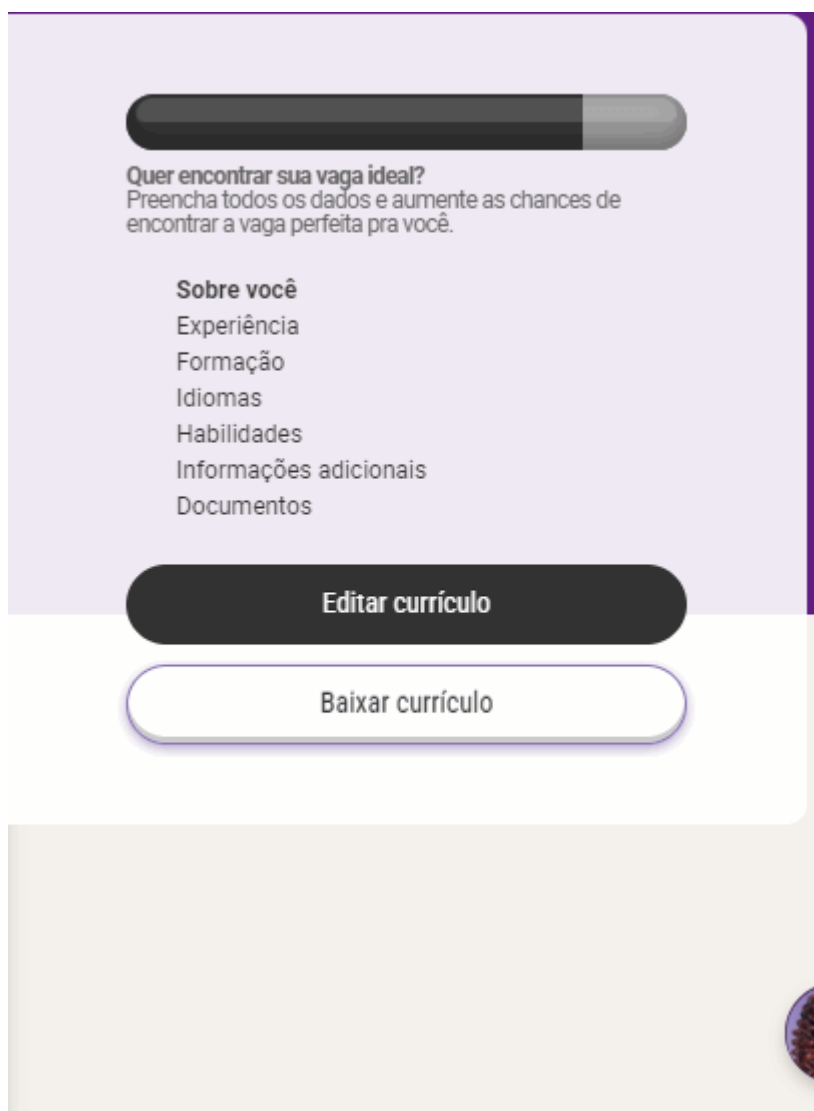 Quer encontrar sua vaga ideal?
Preencha todos os dados e aumente as chances de
encontrar a vaga perfeita pra você.
Sobre você
Experiência
Formação
Idiomas
Habilidades
Informações adicionais
Documentos
Editar currículo
Baixar currículo